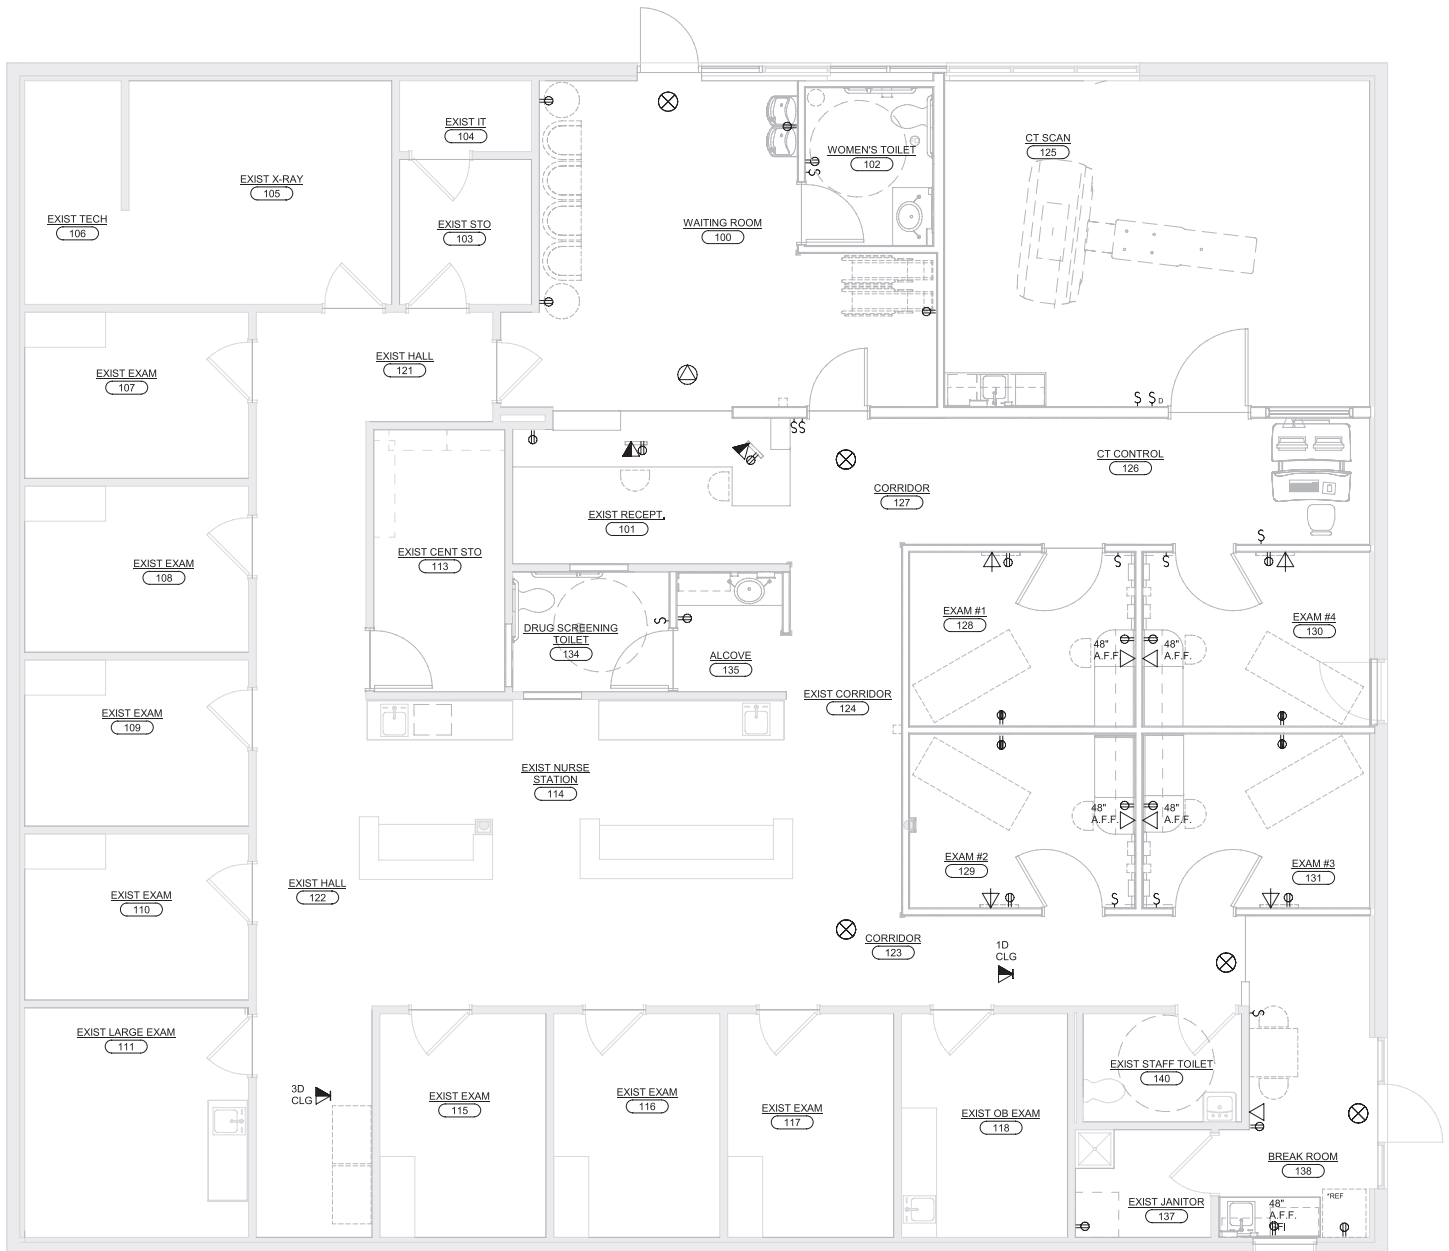 EXIST IT
104
EXIST X-RAY
105
EXIST TECH
106
EXIST STO
103
WAITING ROOM
100
WOMEN'S TOILET
102
CT SCAN
125
EXIST HALL
121
EXIST EXAM
107
$ $ D
$$
CT CONTROL
126
CORRIDOR
127
EXIST RECEPT.
101
EXIST CENT STO
113
EXIST EXAM
108
$
$
$
$
EXAM #1
128
EXAM #4
130
48"
A.F.F.
48"
A.F.F.
DRUG SCREENING
TOILET
134
$
ALCOVE
135
EXIST CORRIDOR
124
EXIST EXAM
109
EXIST NURSE
STATION
114
48"
A.F.F.
48"
A.F.F.
EXAM #2
129
EXAM #3
131
$
$
EXIST EXAM
110
EXIST HALL
122
CORRIDOR
123
1D
CLG
EXIST LARGE EXAM
111
3D
CLG
EXIST EXAM
115
EXIST EXAM
116
EXIST EXAM
117
EXIST OB EXAM
118
EXIST STAFF TOILET
140
$
BREAK ROOM
138
EXIST JANITOR
137
48"
A.F.F.
*REF